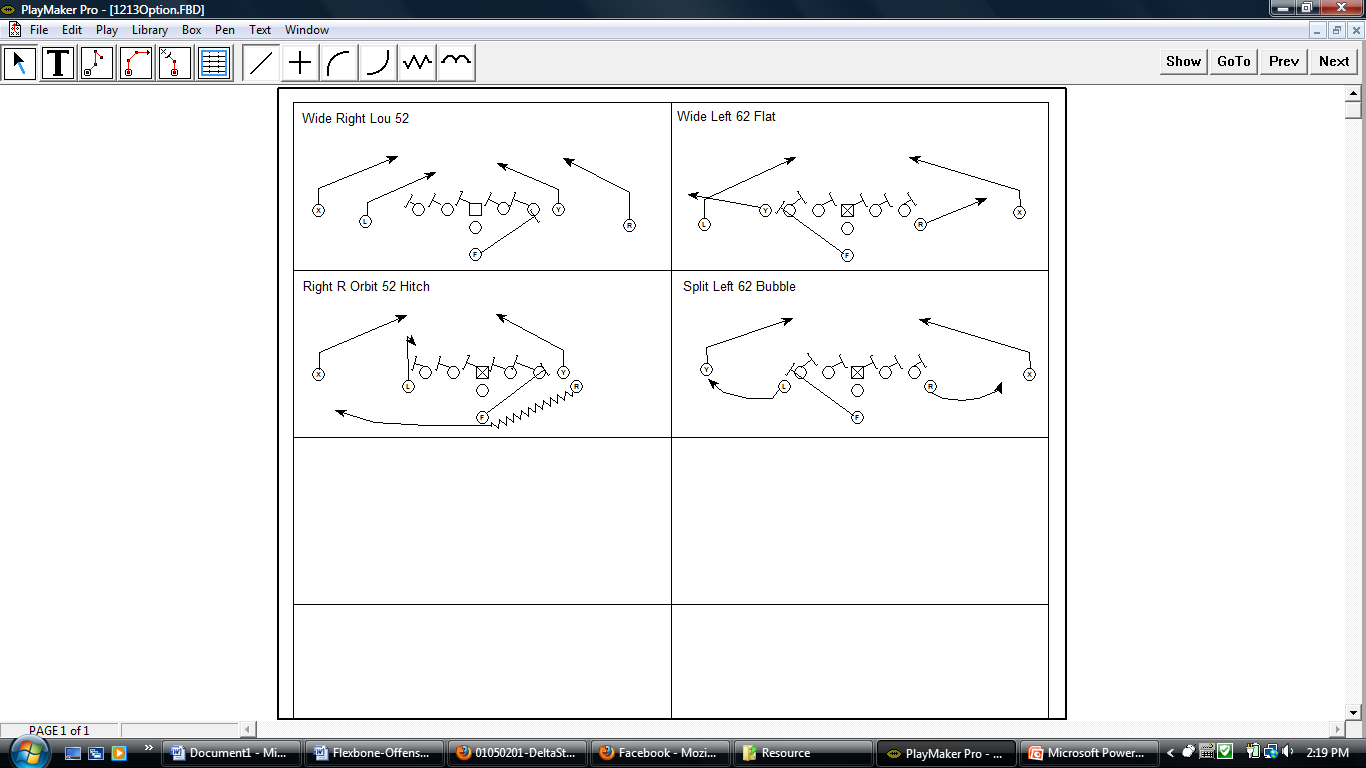 PlayMaker Pro - [1213Option.FBD]
File Edit Play Library Box Pen Text Window
T
Show GoTo Prev Next
Wide Right Lou 52
X L F Y R
Wide Left 62 Flat
L Y F R X
Right R Orbit 52 Hitch
X L F Y R
Split Left 62 Bubble
Y L F R X
PAGE 1 of 1
Document1 - Mi... Flexbone-Offens... 01050201-DeltaSt... Facebook - Mozi... Resource PlayMaker Pro - ... Microsoft Power... 2:19 PM